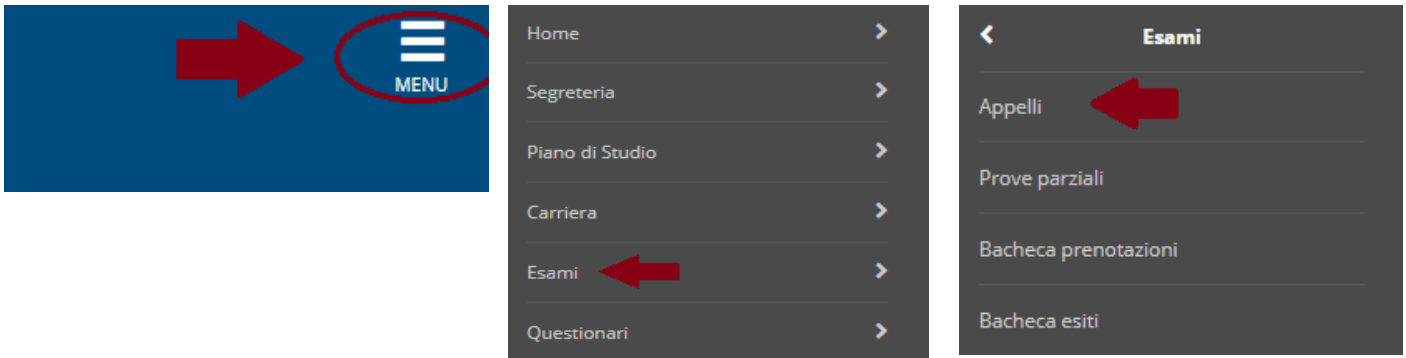 MENU
Home
Segreteria
Piano di Studio
Carriera
Esami
Questionari
Esami
Appelli
Prove parziali
Bacheca prenotazioni
Bacheca esiti